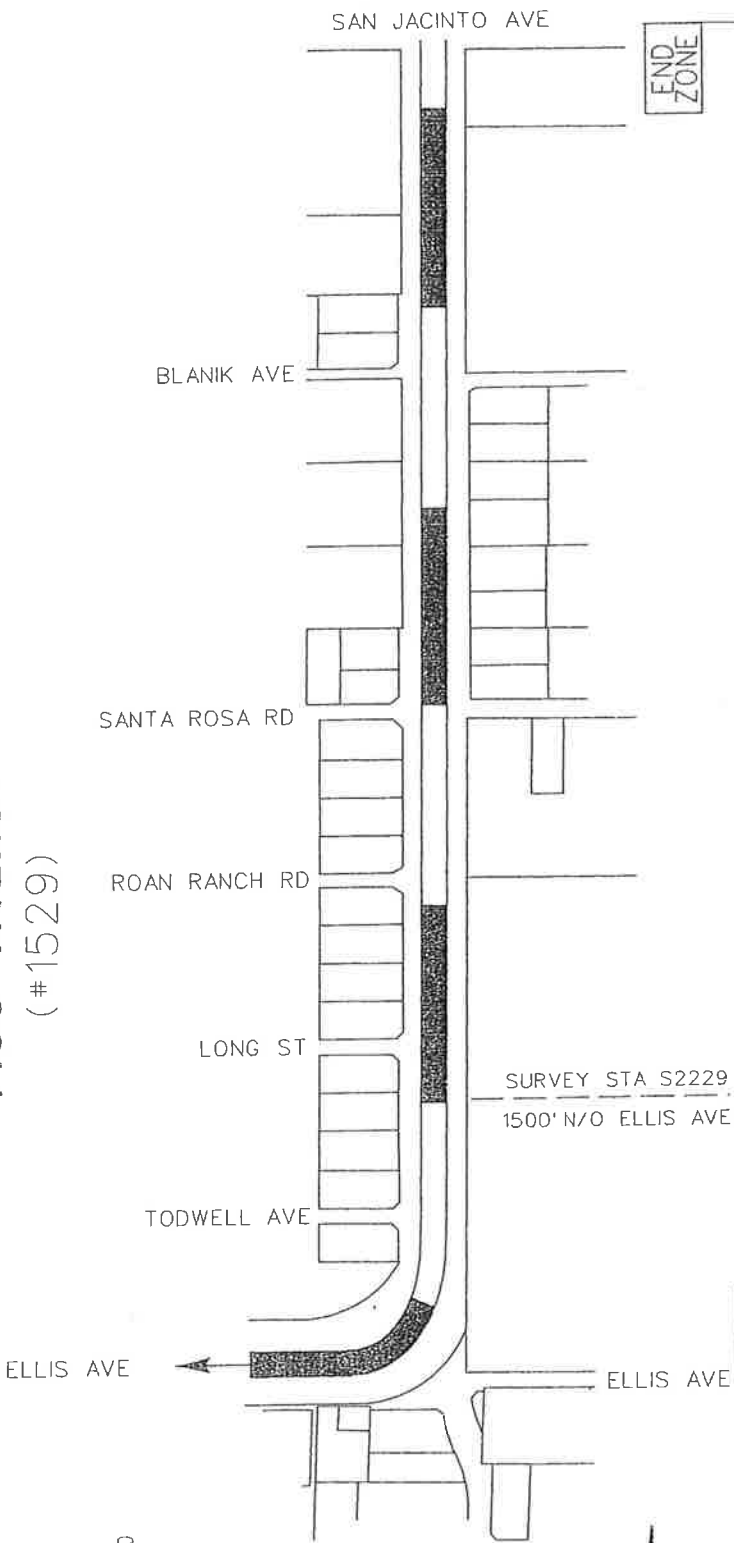 SAN JACINTO AVE
END
ZONE
BLANIK AVE
SANTA ROSA RD
ROAN RANCH RD
(#1529)
LONG ST
SURVEY STA S2229
1500' N/O ELLIS AVE
TODWELL AVE
ELLIS AVE
ELLIS AVE